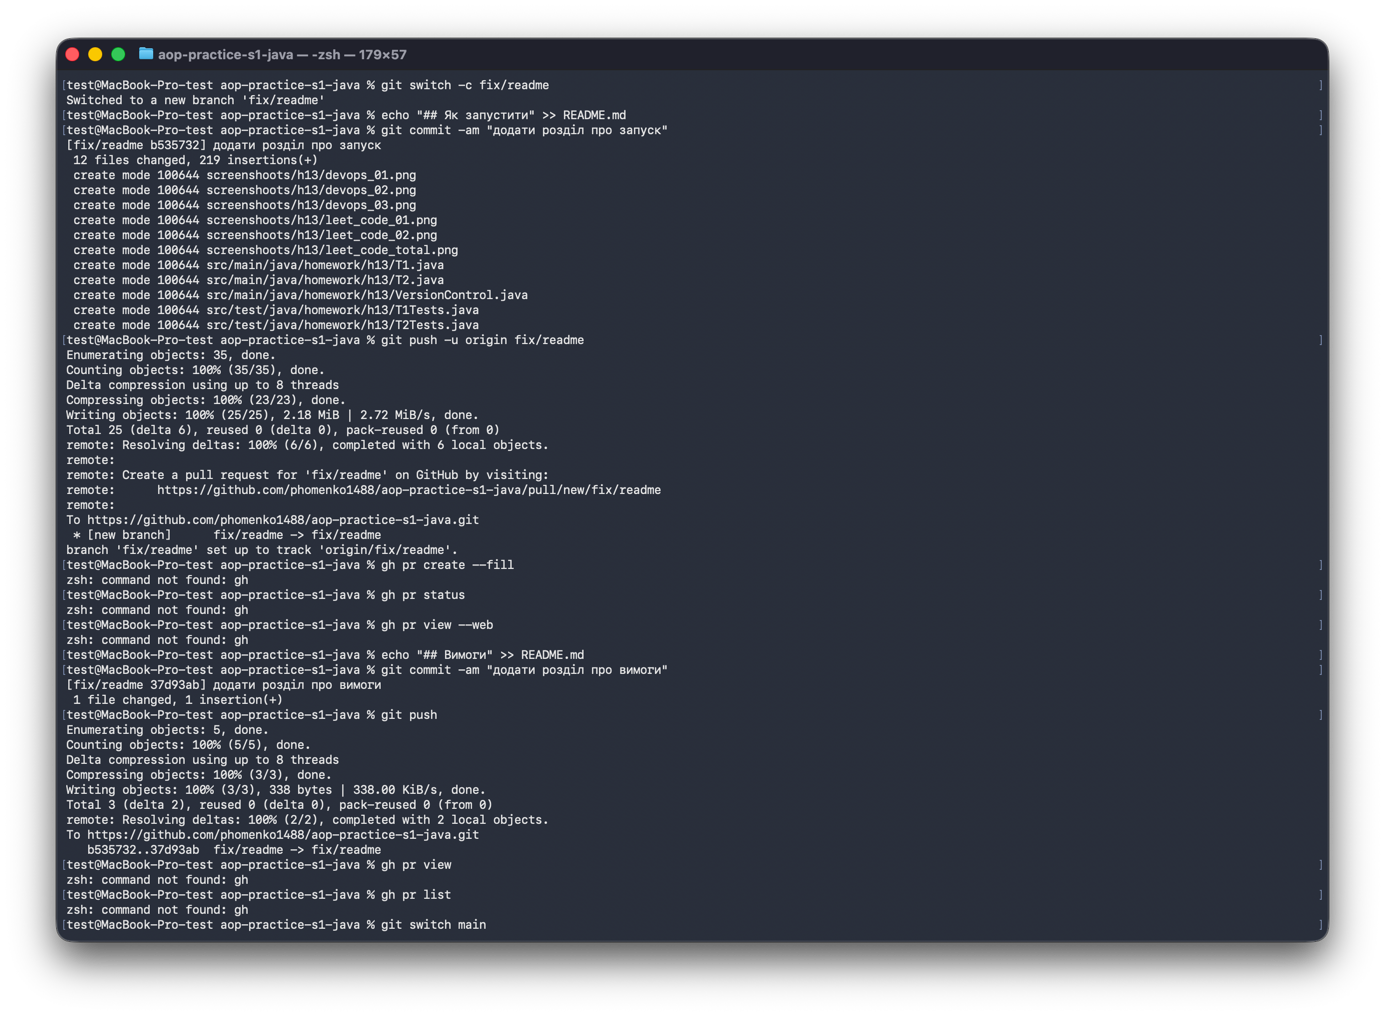 aop-practice-s1-java — -zsh — 179×57
[test@MacBook-Pro-test aop-practice-s1-java % git switch -c fix/readme ]
Switched to a new branch 'fix/readme'
[test@MacBook-Pro-test aop-practice-s1-java % echo "## Як запустити" >> README.md ]
[test@MacBook-Pro-test aop-practice-s1-java % git commit -am "додати розділ про запуск" ]
[fix/readme b535732] додати розділ про запуск
 12 files changed, 219 insertions(+)
 create mode 100644 screenshoots/h13/devops_01.png
 create mode 100644 screenshoots/h13/devops_02.png
 create mode 100644 screenshoots/h13/devops_03.png
 create mode 100644 screenshoots/h13/leet_code_01.png
 create mode 100644 screenshoots/h13/leet_code_02.png
 create mode 100644 screenshoots/h13/leet_code_total.png
 create mode 100644 src/main/java/homework/h13/T1.java
 create mode 100644 src/main/java/homework/h13/T2.java
 create mode 100644 src/main/java/homework/h13/VersionControl.java
 create mode 100644 src/test/java/homework/h13/T1Tests.java
 create mode 100644 src/test/java/homework/h13/T2Tests.java
[test@MacBook-Pro-test aop-practice-s1-java % git push -u origin fix/readme ]
Enumerating objects: 35, done.
Counting objects: 100% (35/35), done.
Delta compression using up to 8 threads
Compressing objects: 100% (23/23), done.
Writing objects: 100% (25/25), 2.18 MiB | 2.72 MiB/s, done.
Total 25 (delta 6), reused 0 (delta 0), pack-reused 0 (from 0)
remote: Resolving deltas: 100% (6/6), completed with 6 local objects.
remote:
remote: Create a pull request for 'fix/readme' on GitHub by visiting:
remote:      https://github.com/phomenko1488/aop-practice-s1-java/pull/new/fix/readme
remote:
To https://github.com/phomenko1488/aop-practice-s1-java.git
 * [new branch]      fix/readme -> fix/readme
branch 'fix/readme' set up to track 'origin/fix/readme'.
[test@MacBook-Pro-test aop-practice-s1-java % gh pr create --fill ]
zsh: command not found: gh
[test@MacBook-Pro-test aop-practice-s1-java % gh pr status ]
zsh: command not found: gh
[test@MacBook-Pro-test aop-practice-s1-java % gh pr view --web ]
zsh: command not found: gh
[test@MacBook-Pro-test aop-practice-s1-java % echo "## Вимоги" >> README.md ]
[test@MacBook-Pro-test aop-practice-s1-java % git commit -am "додати розділ про вимоги" ]
[fix/readme 37d93ab] додати розділ про вимоги
 1 file changed, 1 insertion(+)
[test@MacBook-Pro-test aop-practice-s1-java % git push ]
Enumerating objects: 5, done.
Counting objects: 100% (5/5), done.
Delta compression using up to 8 threads
Compressing objects: 100% (3/3), done.
Writing objects: 100% (3/3), 338 bytes | 338.00 KiB/s, done.
Total 3 (delta 2), reused 0 (delta 0), pack-reused 0 (from 0)
remote: Resolving deltas: 100% (2/2), completed with 2 local objects.
To https://github.com/phomenko1488/aop-practice-s1-java.git
   b535732..37d93ab  fix/readme -> fix/readme
[test@MacBook-Pro-test aop-practice-s1-java % gh pr view ]
zsh: command not found: gh
[test@MacBook-Pro-test aop-practice-s1-java % gh pr list ]
zsh: command not found: gh
[test@MacBook-Pro-test aop-practice-s1-java % git switch main ]